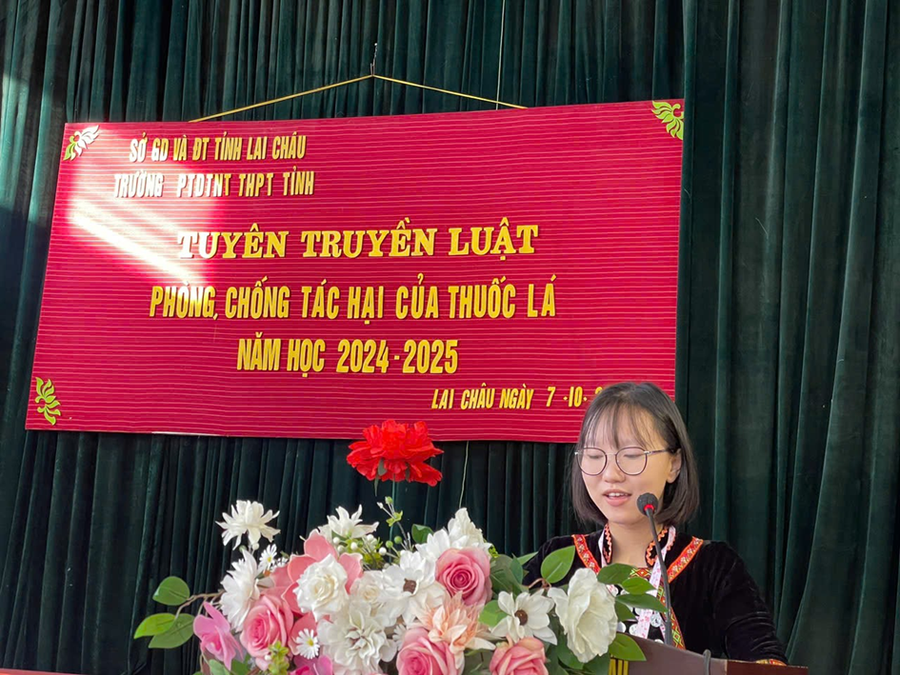 SỞ GD VÀ ĐT TỈNH LAI CHÂU
TRƯỜNG PTDTNT THPT TỈNH
TUYÊN TRUYỀN LUẬT
PHÒNG, CHỐNG TÁC HẠI CỦA THUỐC LÁ
NĂM HỌC 2024-2025
LAI CHÂU NGÀY 7-10-